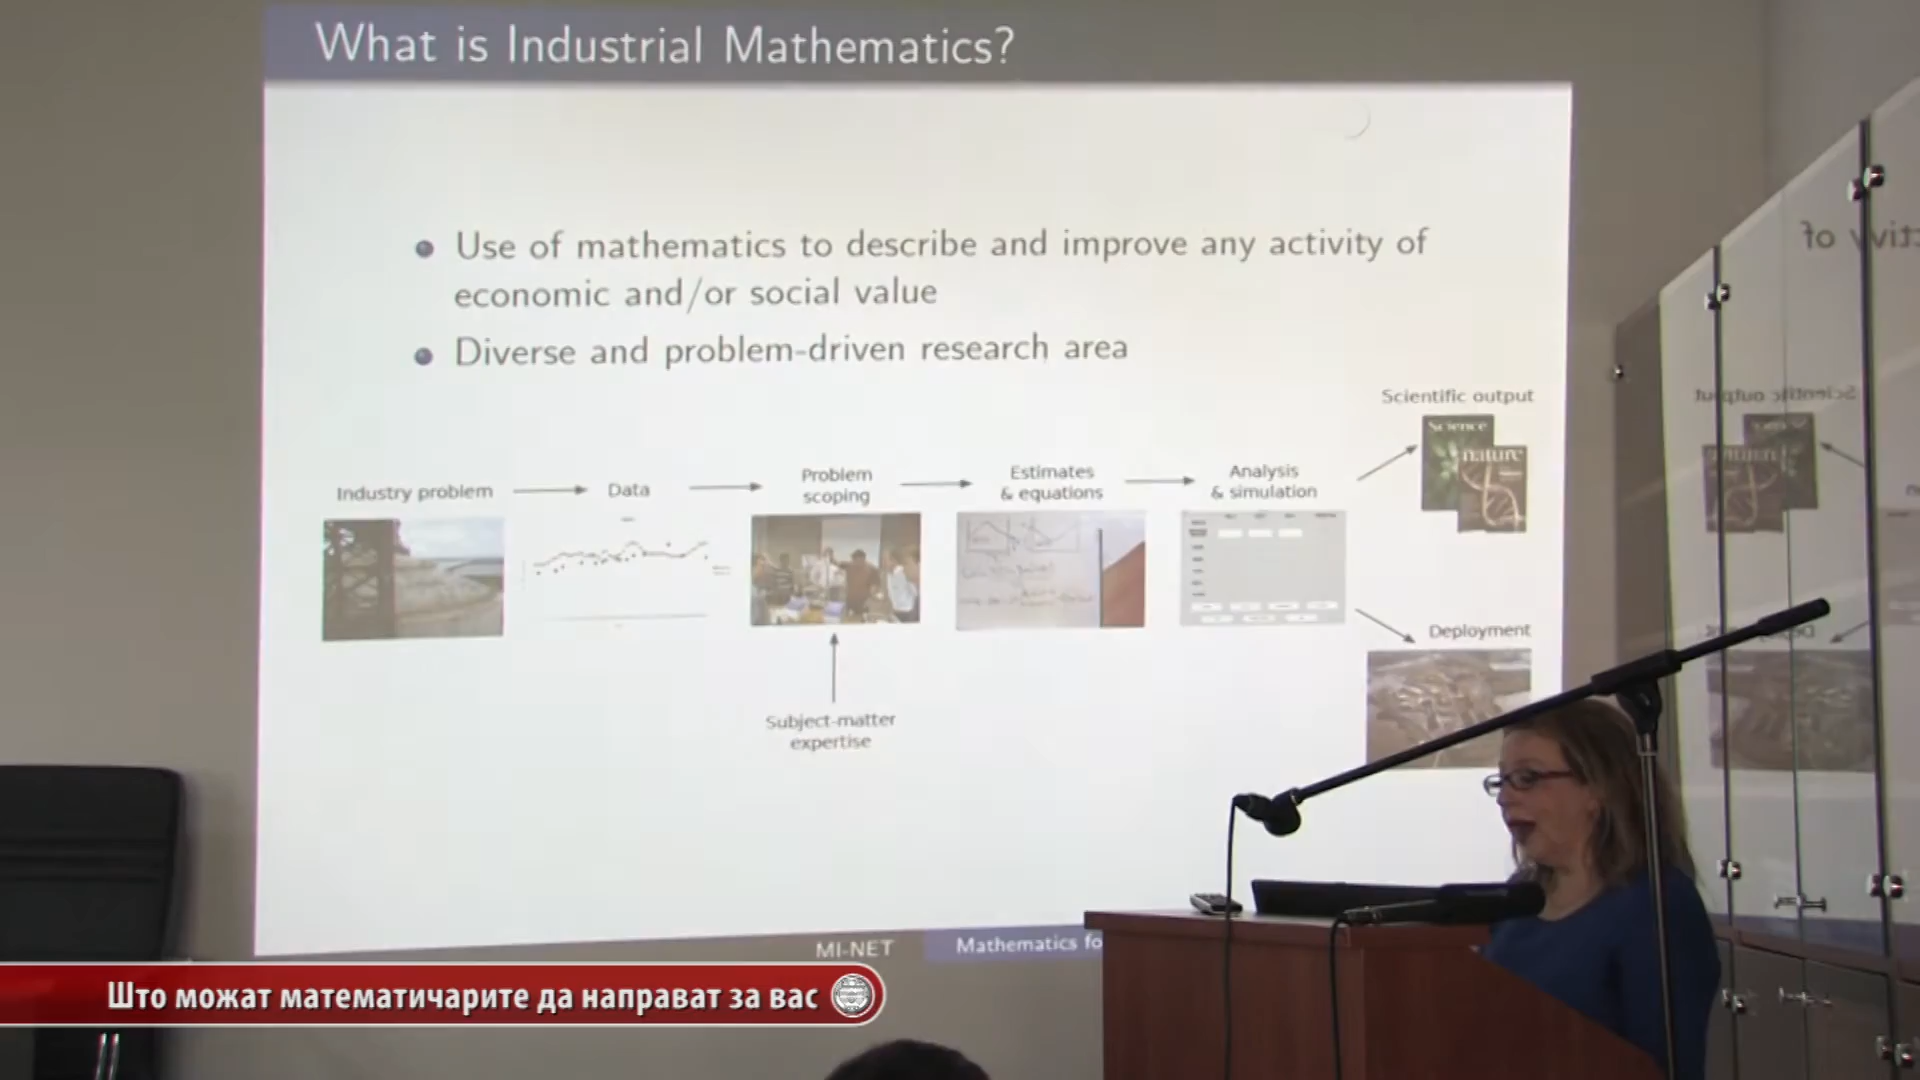 What is Industrial Mathematics?
Use of mathematics to describe and improve any activity of
economic and/or social value
Diverse and problem-driven research area
Scientific output
Science
nature
Industry problem
Data
Problem
scoping
Estimates
& equations
Analysis
& simulation
Deployment
Subject-matter
expertise
MI-NET
Mathematics fo
Што можат математичарите да направат за вас